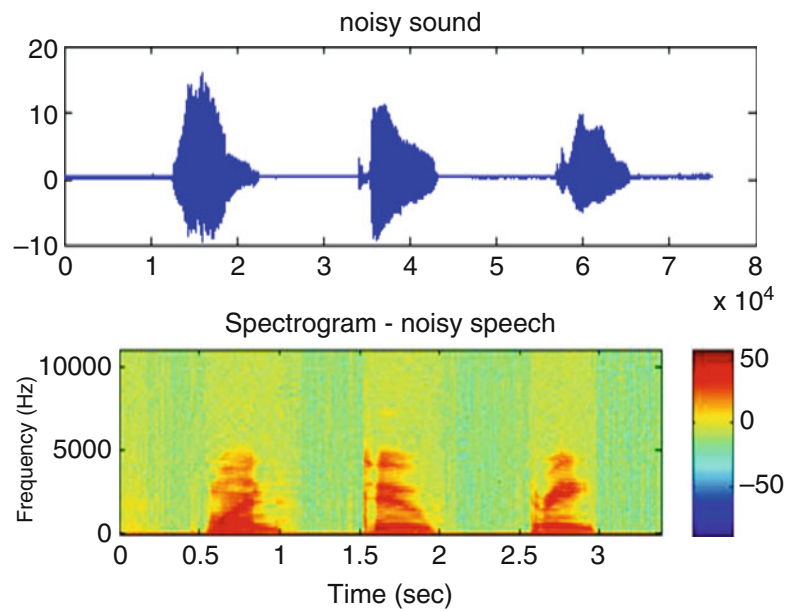 noisy sound
20
10
0
−10
0 1 2 3 4 5 6 7 8
x 10^4
Spectrogram - noisy speech
Frequency (Hz)
10000
5000
0
0 0.5 1 1.5 2 2.5 3
Time (sec)
50
0
−50